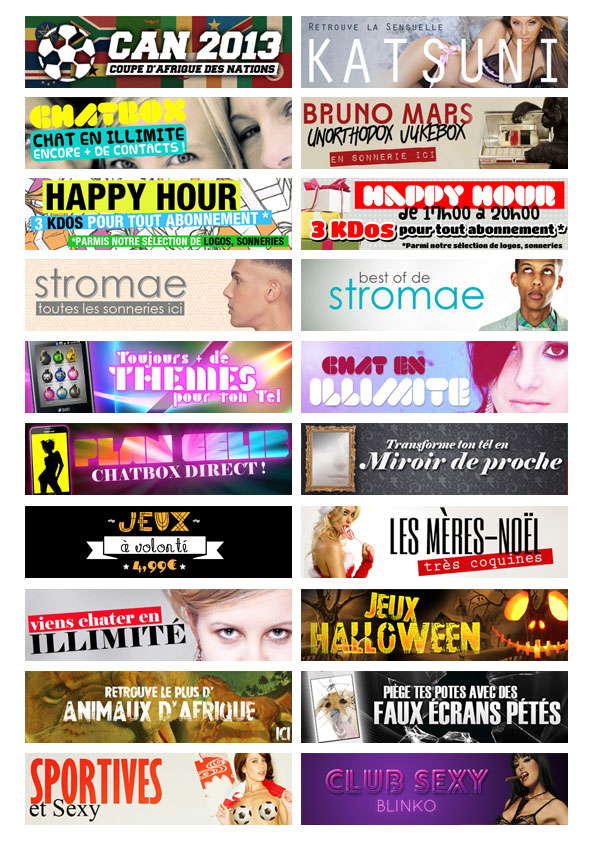 CAN 2013
COUPE D'AFRIQUE DES NATIONS
RETROUVE LA SENSUELLE
KATSUNI
CHATBOX
CHAT EN ILLIMITE
ENCORE + DE CONTACTS !
BRUNO MARS
UNORTHODOX JUKEBOX
EN SONNERIE ICI
HAPPY HOUR
3 KDOS POUR TOUT ABONNEMENT *
*PARMIS NOTRE SÉLECTION DE LOGOS, SONNERIES
HAPPY HOUR
de 17h00 à 20h00
3 KDos pour tout abonnement*
*Parmi notre sélection de logos, sonneries
stromae
toutes les sonneries ici
best of de
stromae
Toujours + de
THEMES
pour ton Tel
CHAT EN
ILLIMITE
PLAN CELIB
CHATBOX DIRECT !
Transforme ton tél en
Miroir de proche
JEUX
à volonté
4,99€
LES MÈRES-NOËL
très coquines
viens chater en
ILLIMITÉ
JEUX
HALLOWEEN
RETROUVE LE PLUS D'
ANIMAUX D'AFRIQUE
ICI
PIÈGE TES POTES AVEC DES
FAUX ÉCRANS PÉTÉS
SPORTIVES
et Sexy
CLUB SEXY
BLINKO